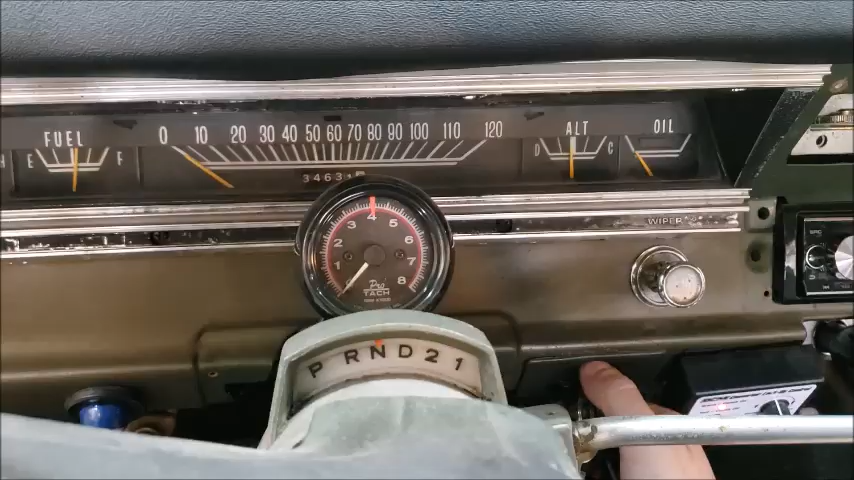 FUEL
E F
0 10 20 30 40 50 60 70 80 90 100 110 120
ALT
D C
OIL
34631
WIPER
1 2 3 4 5 6 7 8
Pro
TACH
P R N D 2 1